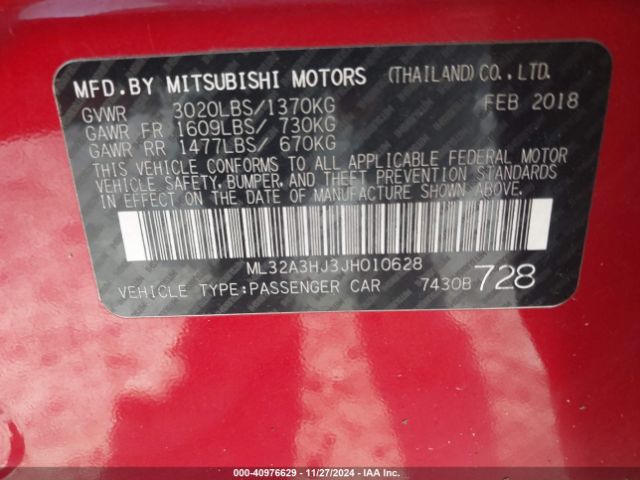 MFD.BY MITSUBISHI MOTORS (THAILAND)CO.,LTD.
GVWR 3020LBS/1370KG FEB 2018
GAWR FR 1609LBS/ 730KG
GAWR RR 1477LBS/ 670KG
THIS VEHICLE CONFORMS TO ALL APPLICABLE FEDERAL MOTOR
VEHICLE SAFETY, BUMPER, AND THEFT PREVENTION STANDARDS
IN EFFECT ON THE DATE OF MANUFACTURE SHOWN ABOVE.
ML32A3HJ3JH010628
VEHICLE TYPE:PASSENGER CAR 7430B 728
000-40976629 - 11/27/2024 - IAA Inc.